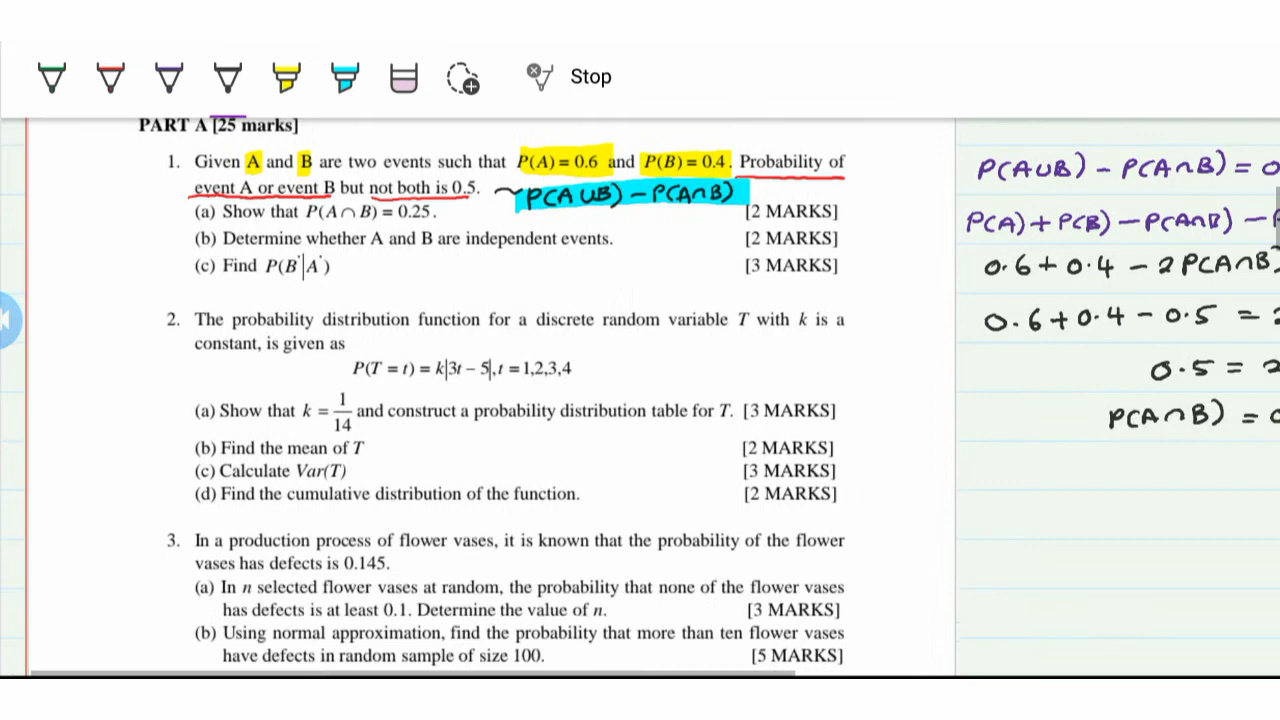 Stop
PART A [25 marks]
1. Given A and B are two events such that P(A) = 0.6 and P(B) = 0.4. Probability of
event A or event B but not both is 0.5. ~ P(A ∪ B) − P(A ∩ B)
(a) Show that P(A ∩ B) = 0.25. [2 MARKS]
(b) Determine whether A and B are independent events. [2 MARKS]
(c) Find P(B'|A') [3 MARKS]
2. The probability distribution function for a discrete random variable T with k is a
constant, is given as
P(T = t) = k|3t − 5|, t = 1,2,3,4
(a) Show that k = 1/14 and construct a probability distribution table for T. [3 MARKS]
(b) Find the mean of T [2 MARKS]
(c) Calculate Var(T) [3 MARKS]
(d) Find the cumulative distribution of the function. [2 MARKS]
3. In a production process of flower vases, it is known that the probability of the flower
vases has defects is 0.145.
(a) In n selected flower vases at random, the probability that none of the flower vases
has defects is at least 0.1. Determine the value of n. [3 MARKS]
(b) Using normal approximation, find the probability that more than ten flower vases
have defects in random sample of size 100. [5 MARKS]
P(A ∪ B) − P(A ∩ B) = 0
P(A) + P(B) − P(A ∩ B) −
0.6 + 0.4 − 2P(A ∩ B)
0.6 + 0.4 − 0.5 = 2
0.5 = 2
P(A ∩ B) = 0